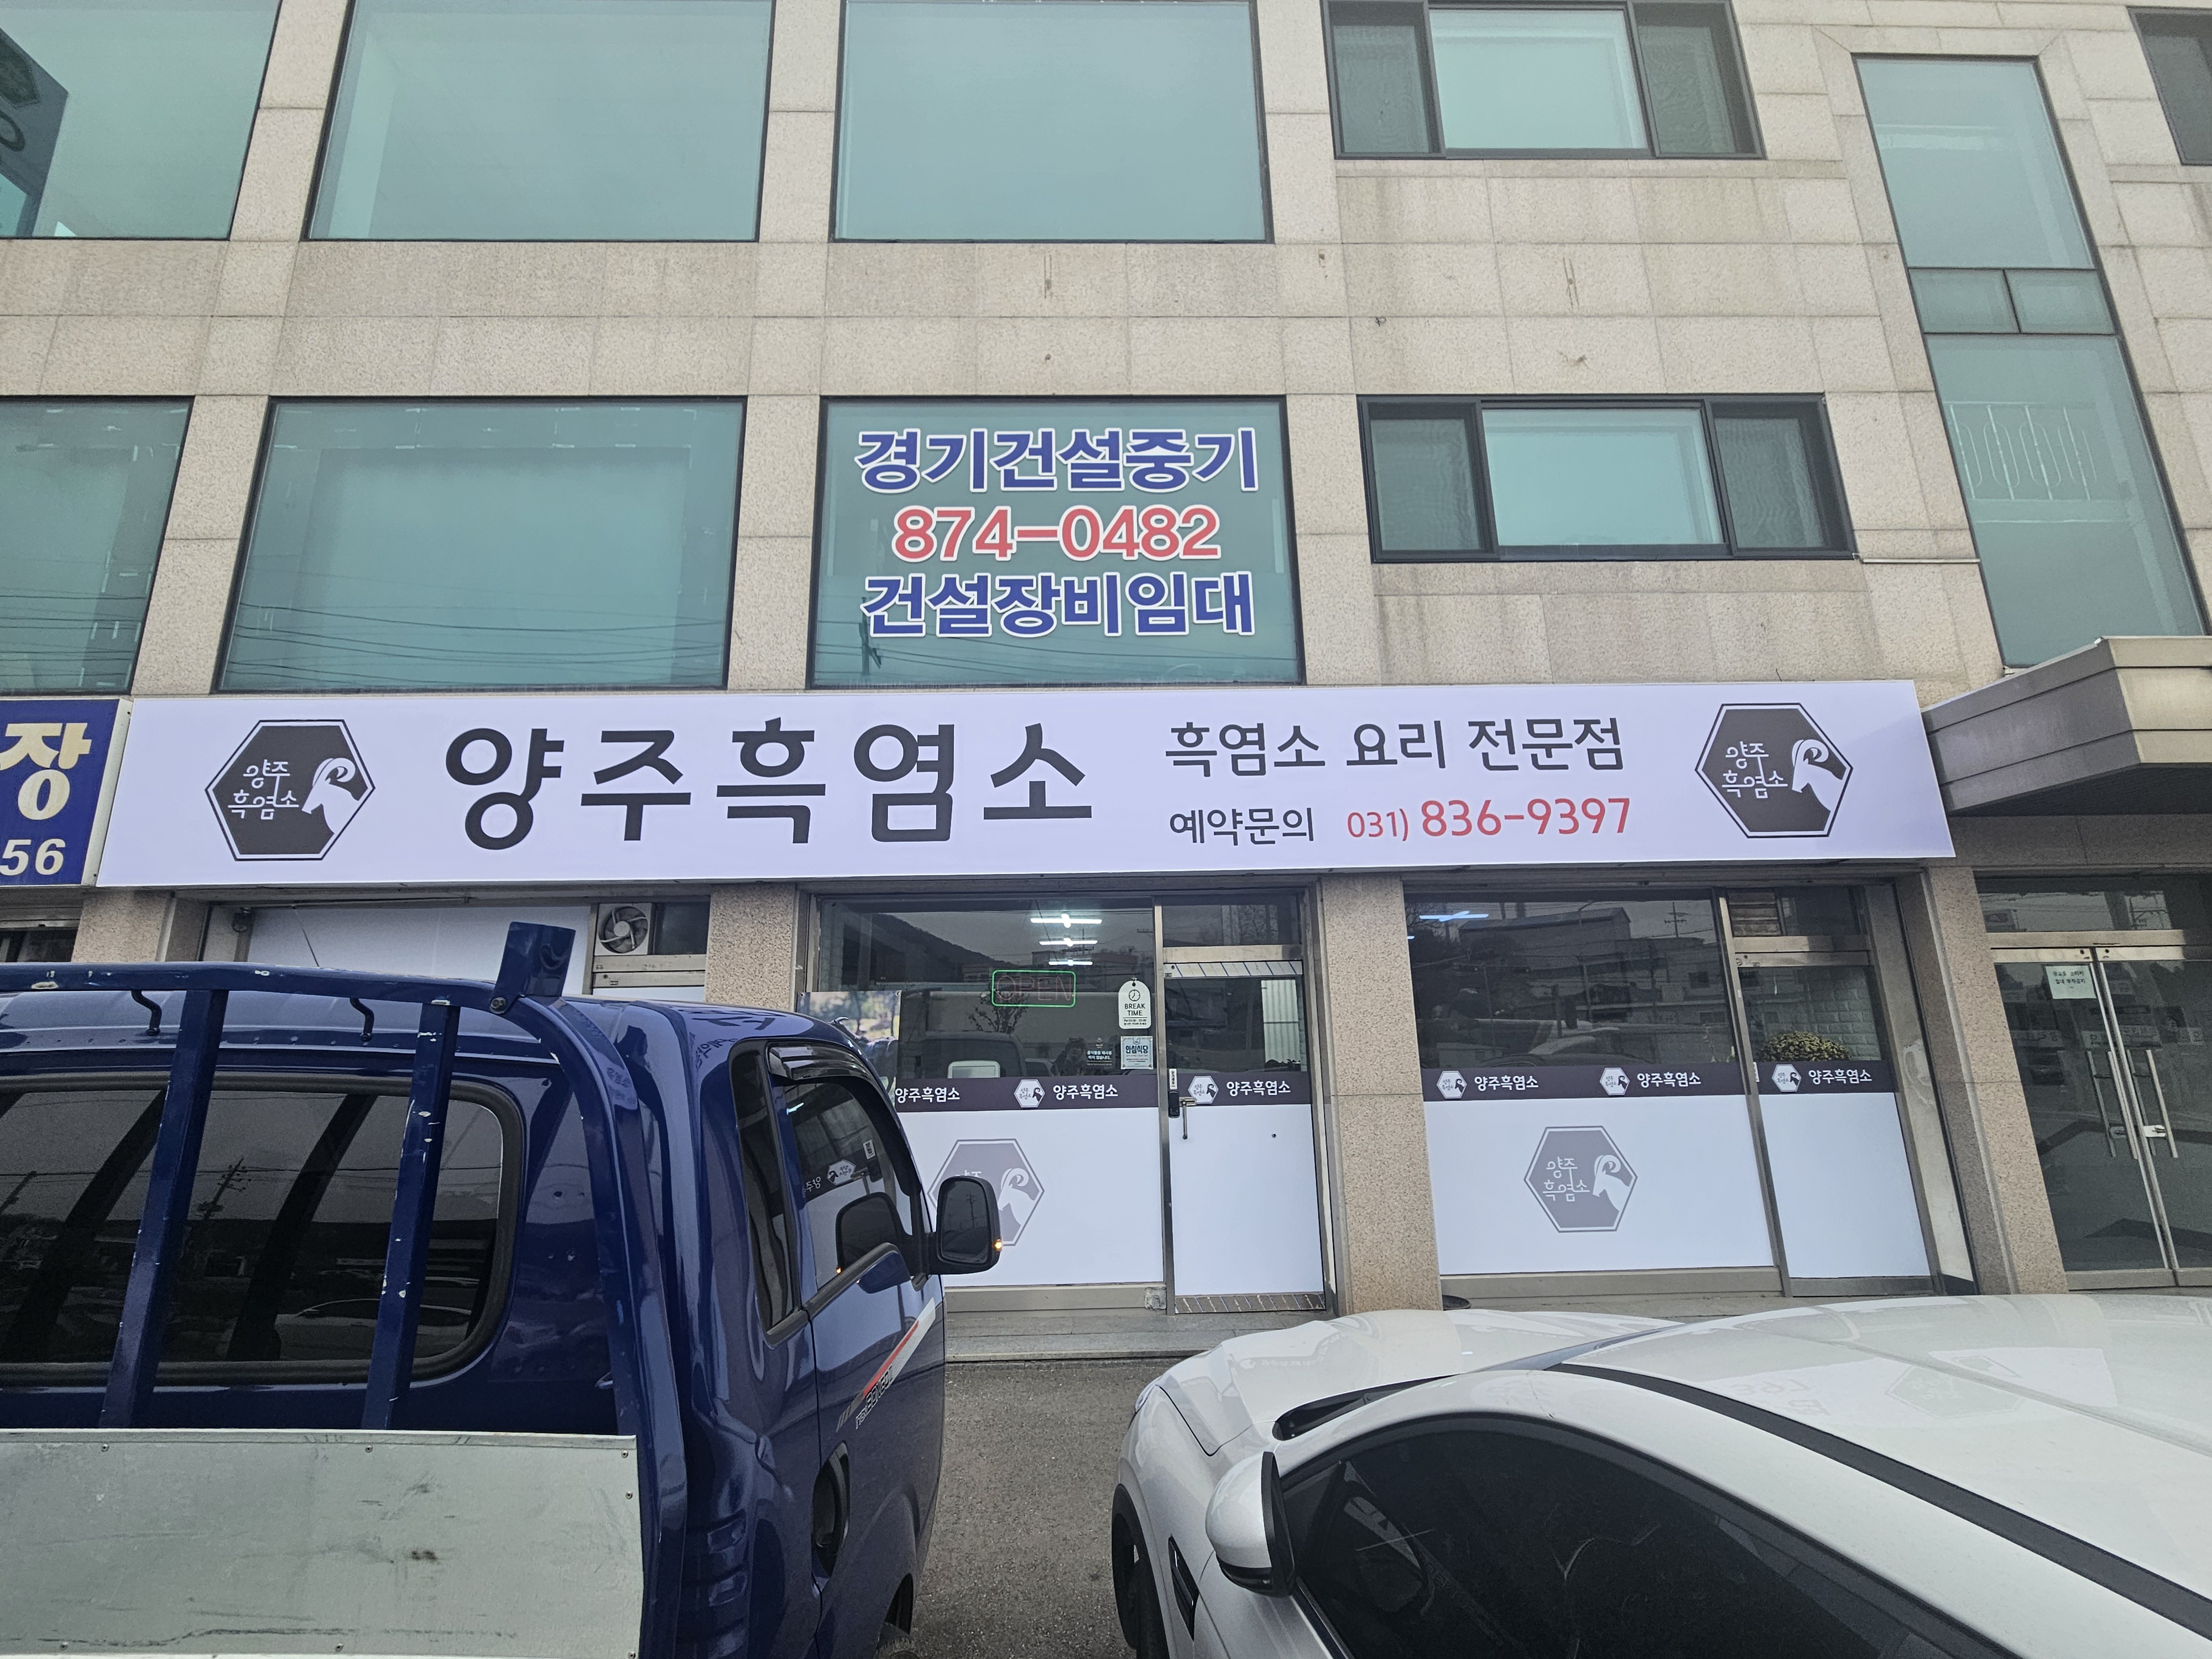 경기건설중기
874-0482
건설장비임대
장
56
양주
흑염소
양주흑염소
흑염소 요리 전문점
예약문의 031) 836-9397
양주
흑염소
OPEN
BREAK
TIME
안심식당
양주흑염소
양주흑염소
양주흑염소
양주흑염소
양주흑염소
양주흑염소
양주
흑염소